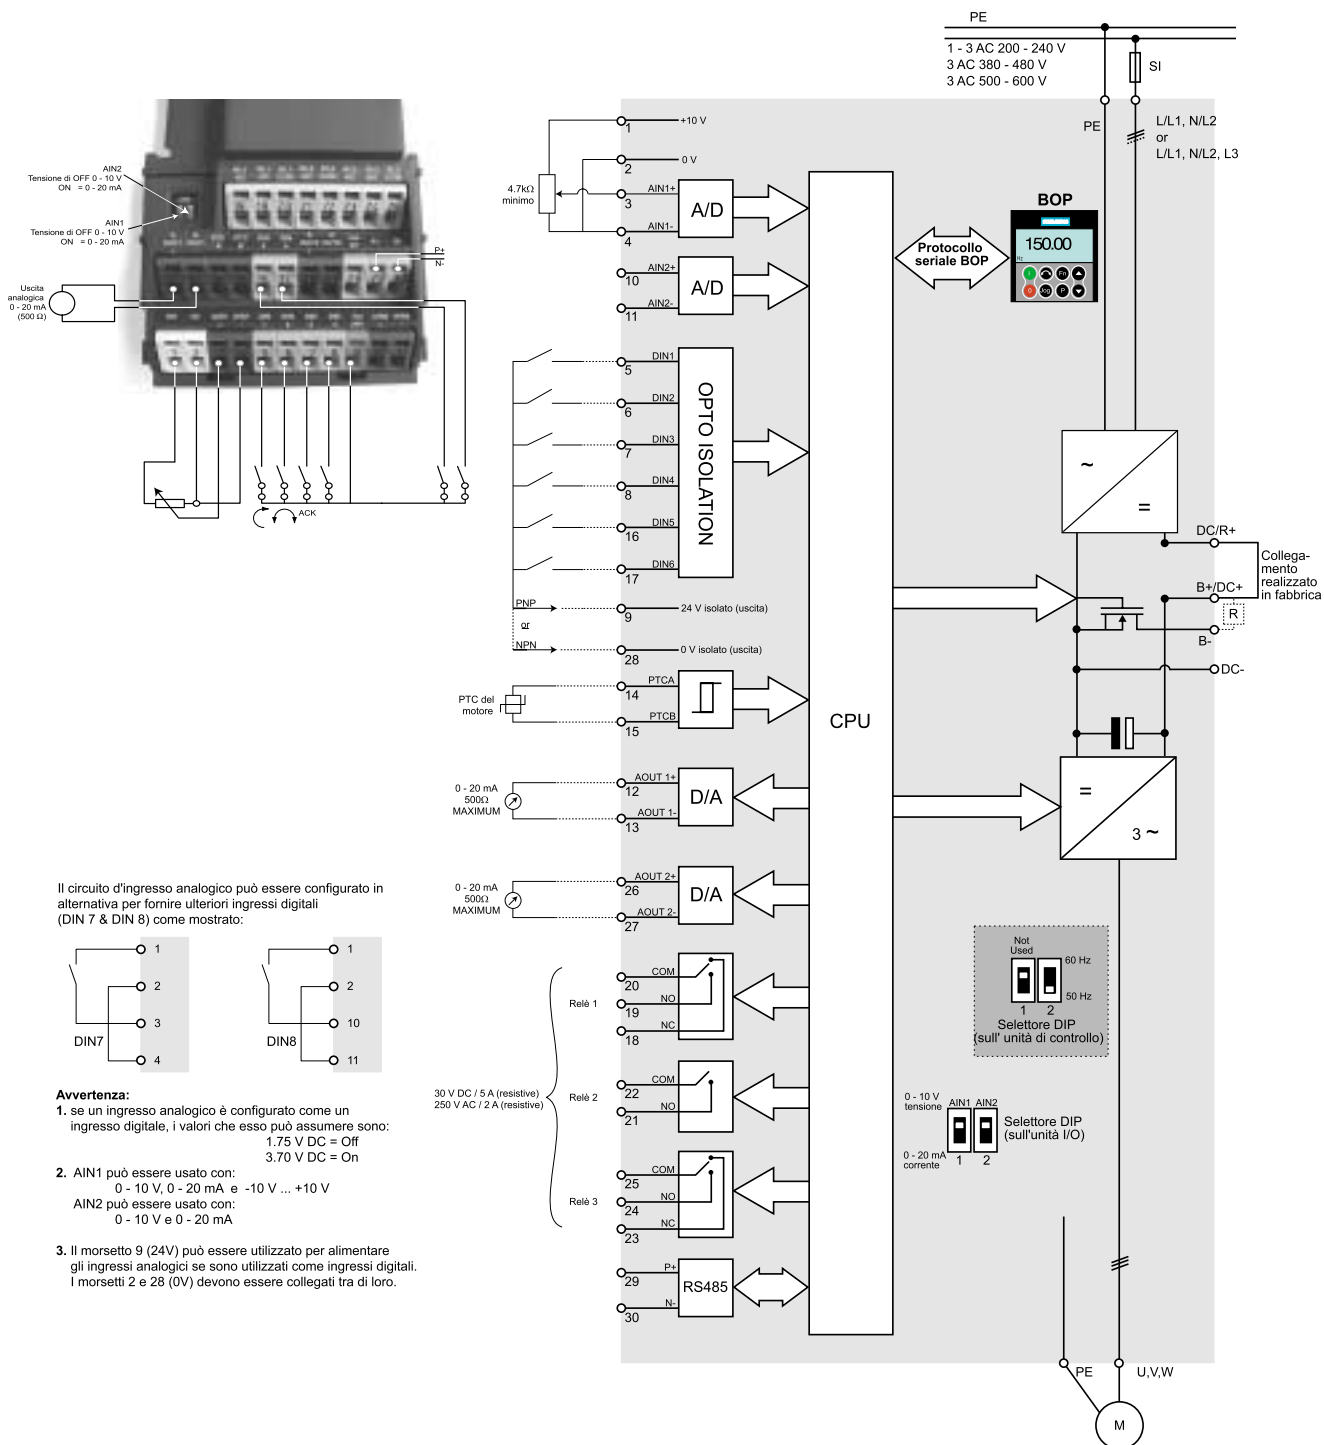 PE
1 - 3 AC 200 - 240 V
3 AC 380 - 480 V
3 AC 500 - 600 V
SI
PE
L/L1, N/L2
or
L/L1, N/L2, L3
AIN2
Tensione di OFF 0 - 10 V
ON = 0 - 20 mA
AIN1
Tensione di OFF 0 - 10 V
ON = 0 - 20 mA
P+
N-
Uscita
analogica
0 - 20 mA
(500 Ω)
ACK
4.7kΩ
minimo
1
+10 V
2
0 V
AIN1+
3
AIN1-
4
A/D
AIN2+
10
AIN2-
11
A/D
DIN1
5
DIN2
6
DIN3
7
DIN4
8
DIN5
16
DIN6
17
OPTO ISOLATION
PNP
or
NPN
9
24 V isolato (uscita)
28
0 V isolato (uscita)
PTC del
motore
PTCA
14
PTCB
15
0 - 20 mA
500Ω
MAXIMUM
AOUT 1+
12
AOUT 1-
13
D/A
0 - 20 mA
500Ω
MAXIMUM
AOUT 2+
26
AOUT 2-
27
D/A
30 V DC / 5 A (resistive)
250 V AC / 2 A (resistive)
Relè 1
COM
20
NO
19
NC
18
Relè 2
COM
22
NO
21
Relè 3
COM
25
NO
24
NC
23
P+
29
N-
30
RS485
CPU
BOP
Protocollo
seriale BOP
150.00
Hz
I
Fn
0
Jog
P
~
=
DC/R+
Collega-
mento
realizzato
in fabbrica
B+/DC+
R
B-
DC-
=
3 ~
Not
Used
60 Hz
50 Hz
1 2
Selettore DIP
(sull' unità di controllo)
0 - 10 V
tensione
AIN1 AIN2
0 - 20 mA
corrente
1 2
Selettore DIP
(sull'unità I/O)
PE
U,V,W
M
Il circuito d'ingresso analogico può essere configurato in
alternativa per fornire ulteriori ingressi digitali
(DIN 7 & DIN 8) come mostrato:
1
2
3
4
DIN7
1
2
10
11
DIN8
Avvertenza:
1. se un ingresso analogico è configurato come un
ingresso digitale, i valori che esso può assumere sono:
1.75 V DC = Off
3.70 V DC = On
2. AIN1 può essere usato con:
0 - 10 V, 0 - 20 mA e -10 V ... +10 V
AIN2 può essere usato con:
0 - 10 V e 0 - 20 mA
3. Il morsetto 9 (24V) può essere utilizzato per alimentare
gli ingressi analogici se sono utilizzati come ingressi digitali.
I morsetti 2 e 28 (0V) devono essere collegati tra di loro.